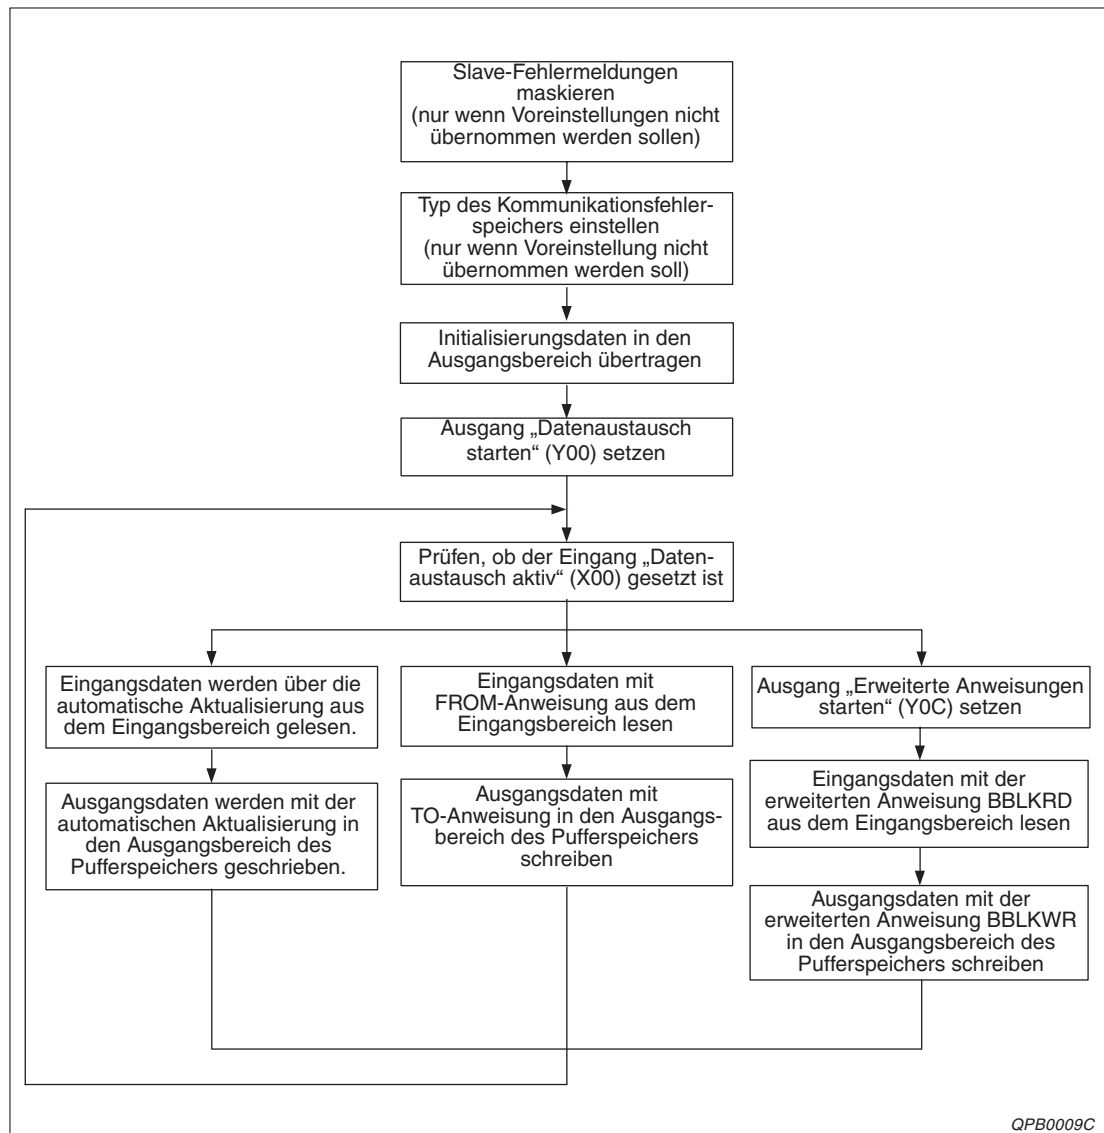 Slave-Fehlermeldungen
maskieren
(nur wenn Voreinstellungen nicht
übernommen werden sollen)
Typ des Kommunikationsfehler-
speichers einstellen
(nur wenn Voreinstellung nicht
übernommen werden soll)
Initialisierungsdaten in den
Ausgangsbereich übertragen
Ausgang „Datenaustausch
starten“ (Y00) setzen
Prüfen, ob der Eingang „Daten-
austausch aktiv“ (X00) gesetzt ist
Eingangsdaten werden über die
automatische Aktualisierung aus
dem Eingangsbereich gelesen.
Ausgangsdaten werden mit der
automatischen Aktualisierung in
den Ausgangsbereich des
Pufferspeichers geschrieben.
Eingangsdaten mit
FROM-Anweisung aus dem
Eingangsbereich lesen
Ausgangsdaten mit
TO-Anweisung in den Ausgangs-
bereich des Pufferspeichers
schreiben
Ausgang „Erweiterte Anweisungen
starten“ (Y0C) setzen
Eingangsdaten mit der
erweiterten Anweisung BBLKRD
aus dem Eingangsbereich lesen
Ausgangsdaten mit der
erweiterten Anweisung BBLKWR
in den Ausgangsbereich des
Pufferspeichers schreiben
QPB0009C